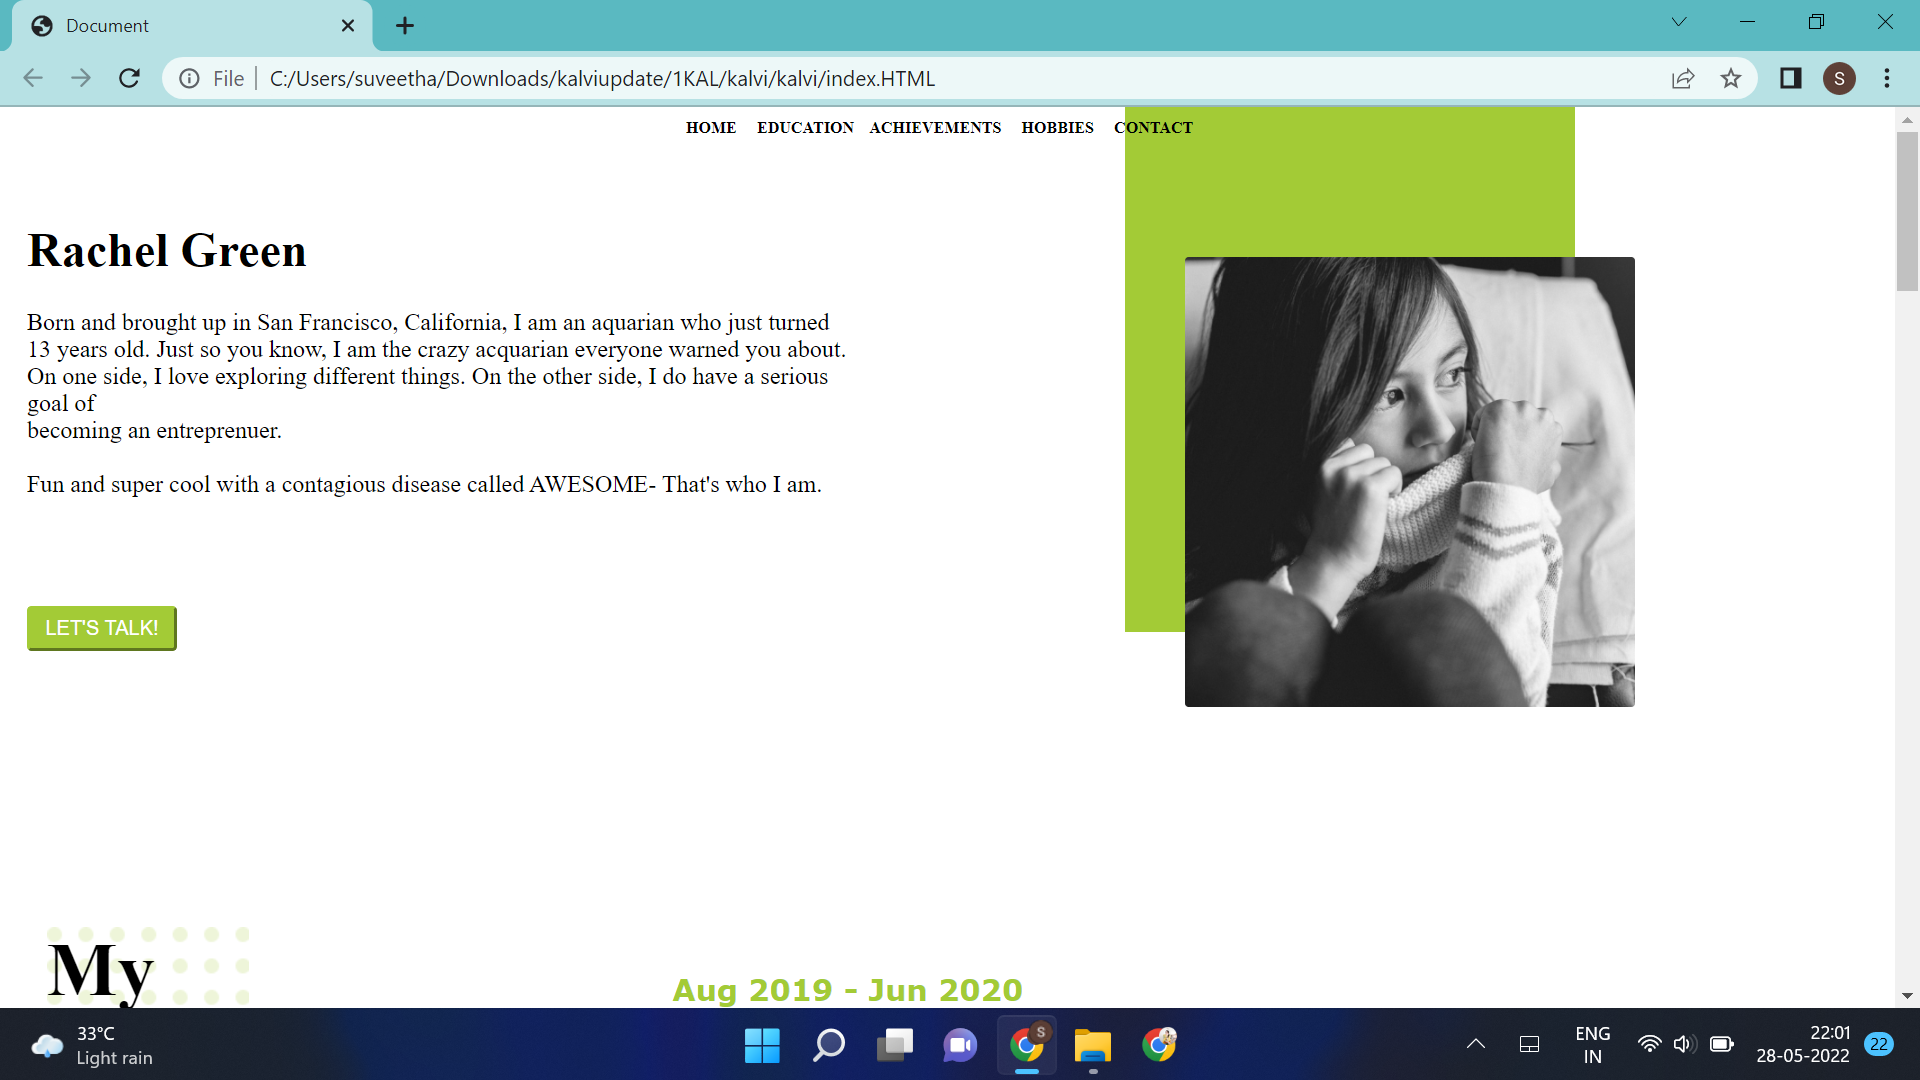 Document
File C:/Users/suveetha/Downloads/kalviupdate/1KAL/kalvi/kalvi/index.HTML
S
HOME EDUCATION ACHIEVEMENTS HOBBIES CONTACT
Rachel Green
Born and brought up in San Francisco, California, I am an aquarian who just turned
13 years old. Just so you know, I am the crazy acquarian everyone warned you about.
On one side, I love exploring different things. On the other side, I do have a serious
goal of
becoming an entreprenuer.
Fun and super cool with a contagious disease called AWESOME- That's who I am.
LET'S TALK!
My
Aug 2019 - Jun 2020
33°C
Light rain
S
ENG
IN
22:01
28-05-2022
22